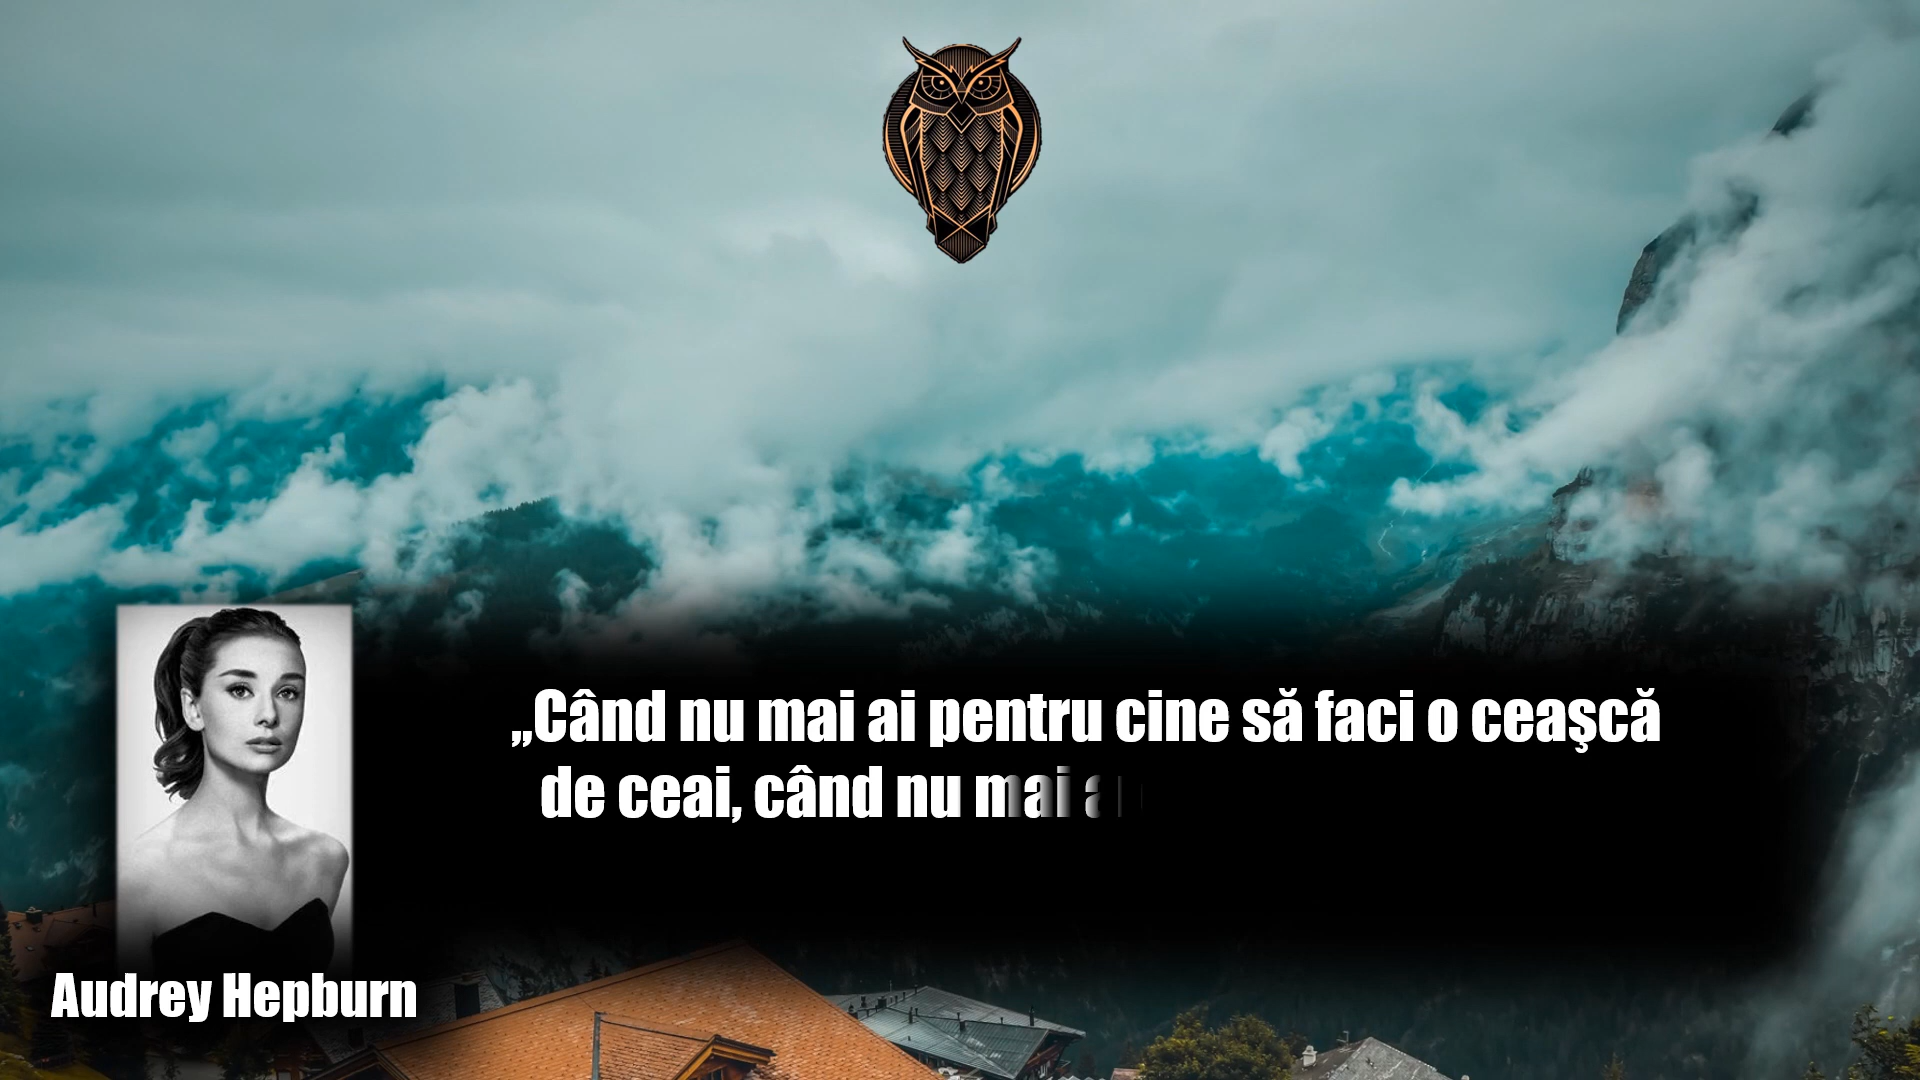 „Când nu mai ai pentru cine să faci o ceaşcă
de ceai, când nu mai
Audrey Hepburn